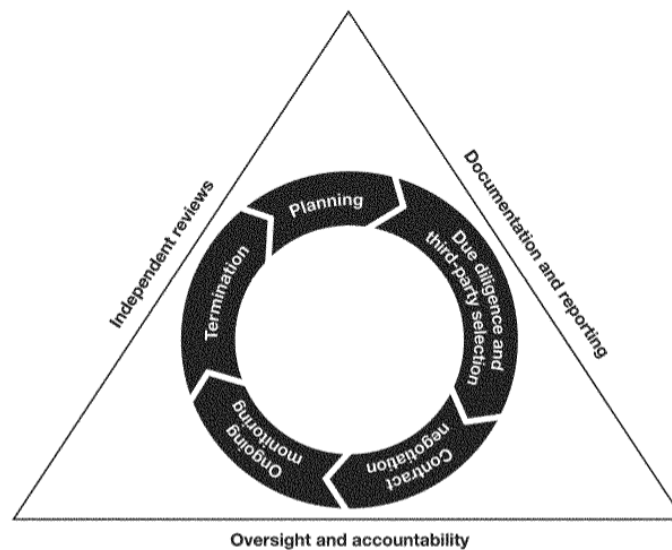 Independent reviews
Documentation and reporting
Planning
Due diligence and
third-party selection
Contract
negotiation
Ongoing
monitoring
Termination
Oversight and accountability